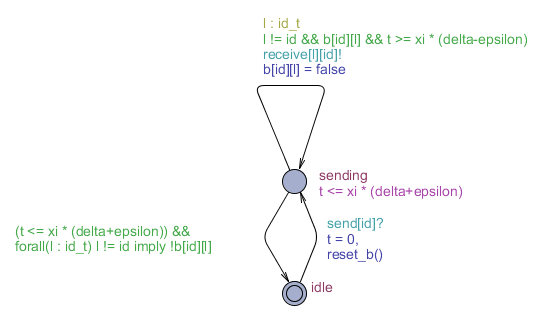 l : id_t
l != id && b[id][l] && t >= xi * (delta-epsilon)
receive[l][id]!
b[id][l] = false
sending
t <= xi * (delta+epsilon)
(t <= xi * (delta+epsilon)) &&
forall(l : id_t) l != id imply !b[id][l]
send[id]?
t = 0,
reset_b()
idle